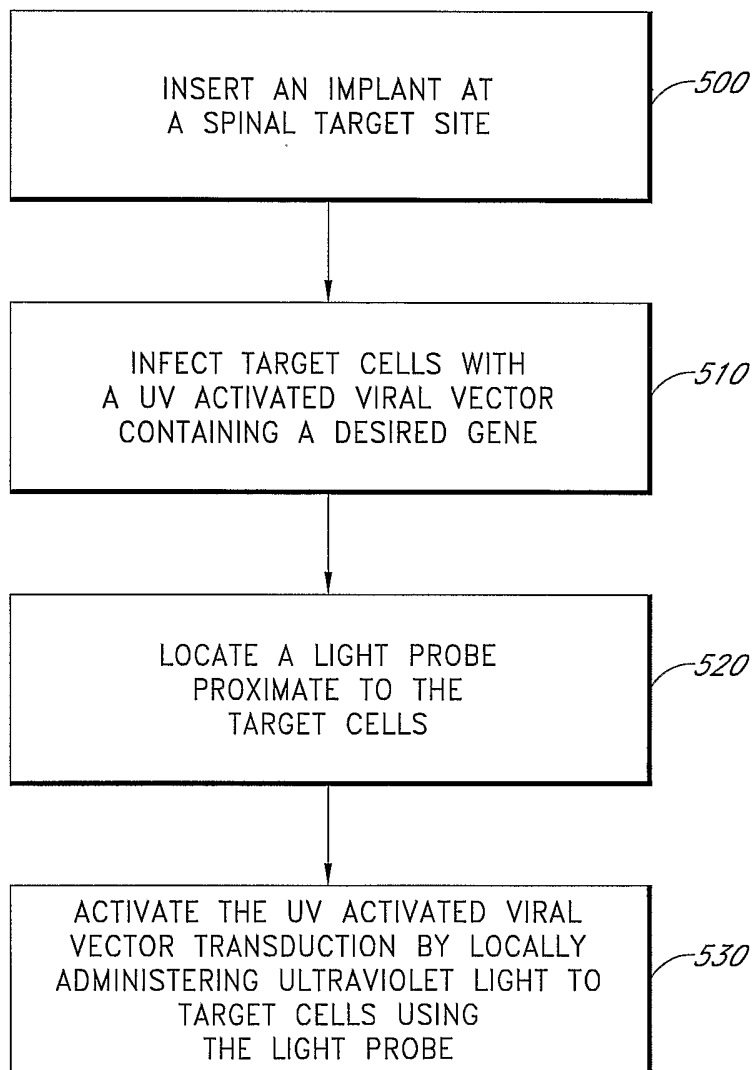 INSERT AN IMPLANT AT
A SPINAL TARGET SITE
500
INFECT TARGET CELLS WITH
A UV ACTIVATED VIRAL VECTOR
CONTAINING A DESIRED GENE
510
LOCATE A LIGHT PROBE
PROXIMATE TO THE
TARGET CELLS
520
ACTIVATE THE UV ACTIVATED VIRAL
VECTOR TRANSDUCTION BY LOCALLY
ADMINISTERING ULTRAVIOLET LIGHT TO
TARGET CELLS USING
THE LIGHT PROBE
530